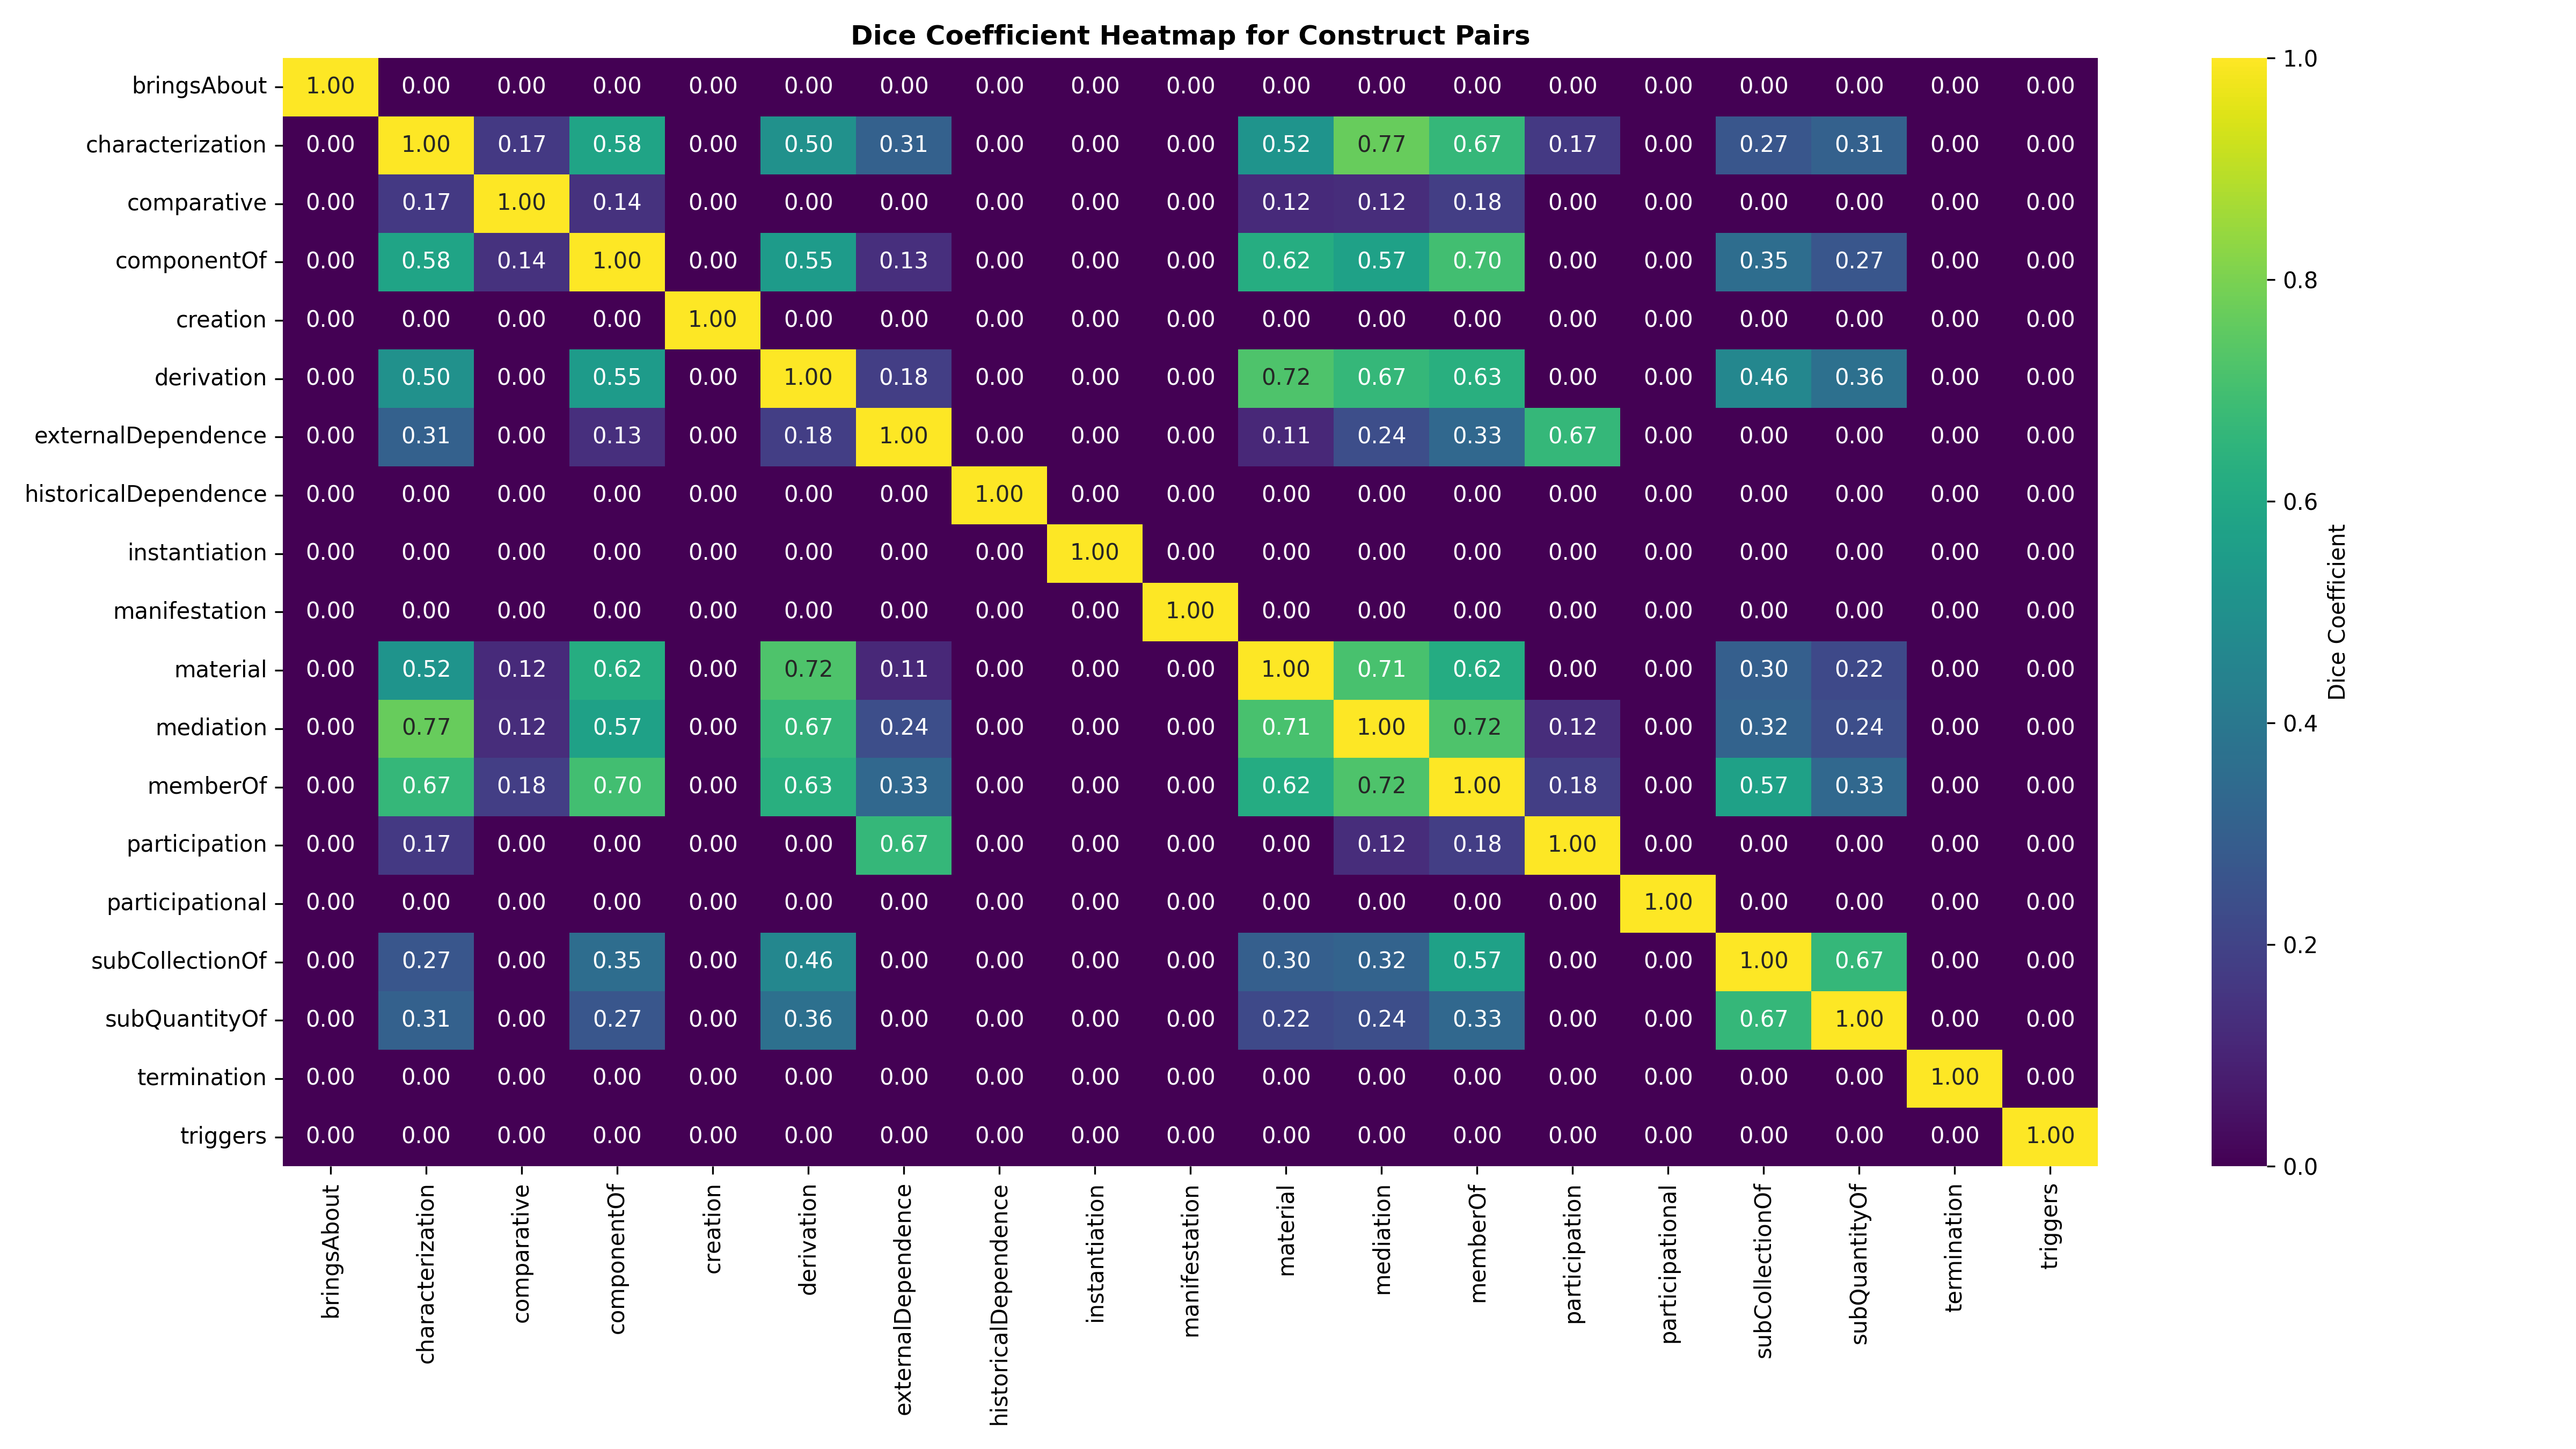 Dice Coefficient Heatmap for Construct Pairs
bringsAbout 1.00 0.00 0.00 0.00 0.00 0.00 0.00 0.00 0.00 0.00 0.00 0.00 0.00 0.00 0.00 0.00 0.00 0.00 0.00
characterization 0.00 1.00 0.17 0.58 0.00 0.50 0.31 0.00 0.00 0.00 0.52 0.77 0.67 0.17 0.00 0.27 0.31 0.00 0.00
comparative 0.00 0.17 1.00 0.14 0.00 0.00 0.00 0.00 0.00 0.00 0.12 0.12 0.18 0.00 0.00 0.00 0.00 0.00 0.00
componentOf 0.00 0.58 0.14 1.00 0.00 0.55 0.13 0.00 0.00 0.00 0.62 0.57 0.70 0.00 0.00 0.35 0.27 0.00 0.00
creation 0.00 0.00 0.00 0.00 1.00 0.00 0.00 0.00 0.00 0.00 0.00 0.00 0.00 0.00 0.00 0.00 0.00 0.00 0.00
derivation 0.00 0.50 0.00 0.55 0.00 1.00 0.18 0.00 0.00 0.00 0.72 0.67 0.63 0.00 0.00 0.46 0.36 0.00 0.00
externalDependence 0.00 0.31 0.00 0.13 0.00 0.18 1.00 0.00 0.00 0.00 0.11 0.24 0.33 0.67 0.00 0.00 0.00 0.00 0.00
historicalDependence 0.00 0.00 0.00 0.00 0.00 0.00 0.00 1.00 0.00 0.00 0.00 0.00 0.00 0.00 0.00 0.00 0.00 0.00 0.00
instantiation 0.00 0.00 0.00 0.00 0.00 0.00 0.00 0.00 1.00 0.00 0.00 0.00 0.00 0.00 0.00 0.00 0.00 0.00 0.00
manifestation 0.00 0.00 0.00 0.00 0.00 0.00 0.00 0.00 0.00 1.00 0.00 0.00 0.00 0.00 0.00 0.00 0.00 0.00 0.00
material 0.00 0.52 0.12 0.62 0.00 0.72 0.11 0.00 0.00 0.00 1.00 0.71 0.62 0.00 0.00 0.30 0.22 0.00 0.00
mediation 0.00 0.77 0.12 0.57 0.00 0.67 0.24 0.00 0.00 0.00 0.71 1.00 0.72 0.12 0.00 0.32 0.24 0.00 0.00
memberOf 0.00 0.67 0.18 0.70 0.00 0.63 0.33 0.00 0.00 0.00 0.62 0.72 1.00 0.18 0.00 0.57 0.33 0.00 0.00
participation 0.00 0.17 0.00 0.00 0.00 0.00 0.67 0.00 0.00 0.00 0.00 0.12 0.18 1.00 0.00 0.00 0.00 0.00 0.00
participational 0.00 0.00 0.00 0.00 0.00 0.00 0.00 0.00 0.00 0.00 0.00 0.00 0.00 0.00 1.00 0.00 0.00 0.00 0.00
subCollectionOf 0.00 0.27 0.00 0.35 0.00 0.46 0.00 0.00 0.00 0.00 0.30 0.32 0.57 0.00 0.00 1.00 0.67 0.00 0.00
subQuantityOf 0.00 0.31 0.00 0.27 0.00 0.36 0.00 0.00 0.00 0.00 0.22 0.24 0.33 0.00 0.00 0.67 1.00 0.00 0.00
termination 0.00 0.00 0.00 0.00 0.00 0.00 0.00 0.00 0.00 0.00 0.00 0.00 0.00 0.00 0.00 0.00 0.00 1.00 0.00
triggers 0.00 0.00 0.00 0.00 0.00 0.00 0.00 0.00 0.00 0.00 0.00 0.00 0.00 0.00 0.00 0.00 0.00 0.00 1.00
bringsAbout
characterization
comparative
componentOf
creation
derivation
externalDependence
historicalDependence
instantiation
manifestation
material
mediation
memberOf
participation
participational
subCollectionOf
subQuantityOf
termination
triggers
1.0
0.8
0.6
0.4
0.2
0.0
Dice Coefficient